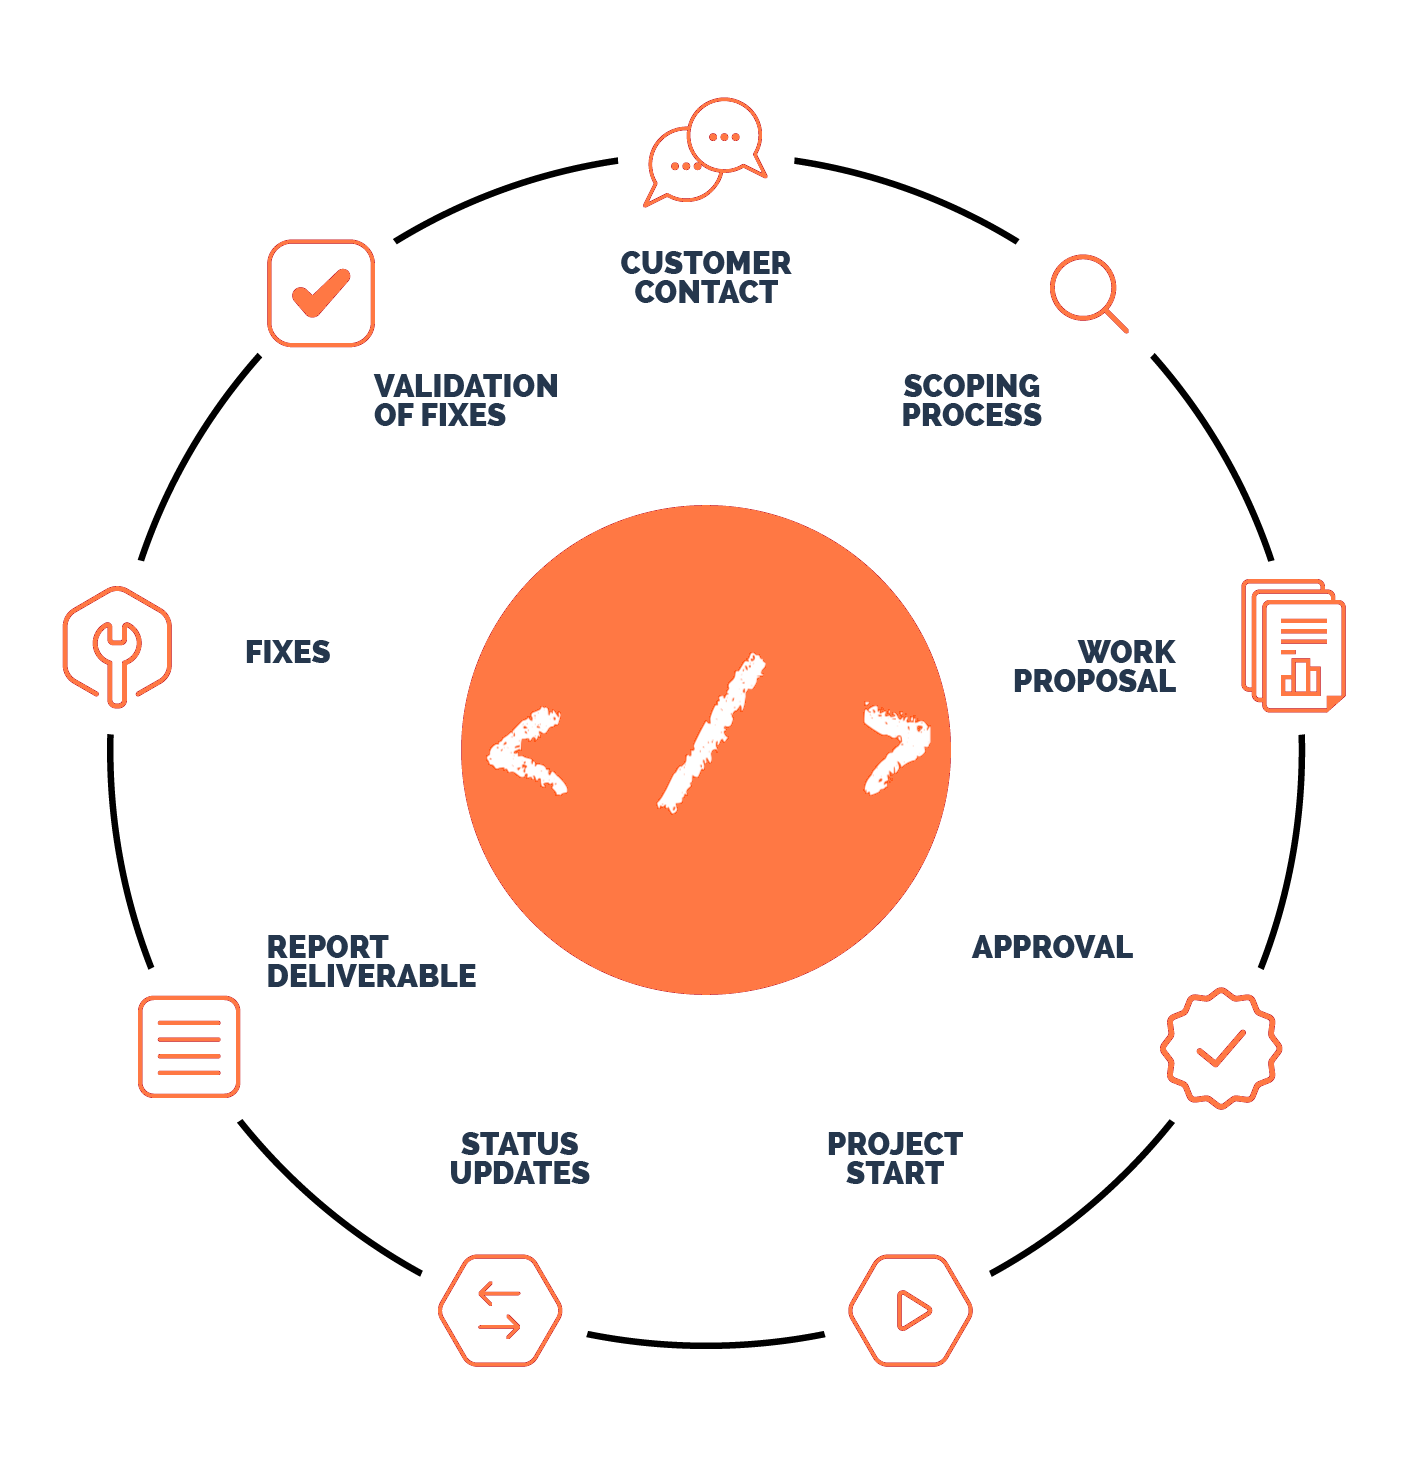 CUSTOMER
CONTACT
SCOPING
PROCESS
WORK
PROPOSAL
APPROVAL
PROJECT
START
STATUS
UPDATES
REPORT
DELIVERABLE
FIXES
VALIDATION
OF FIXES
< / >